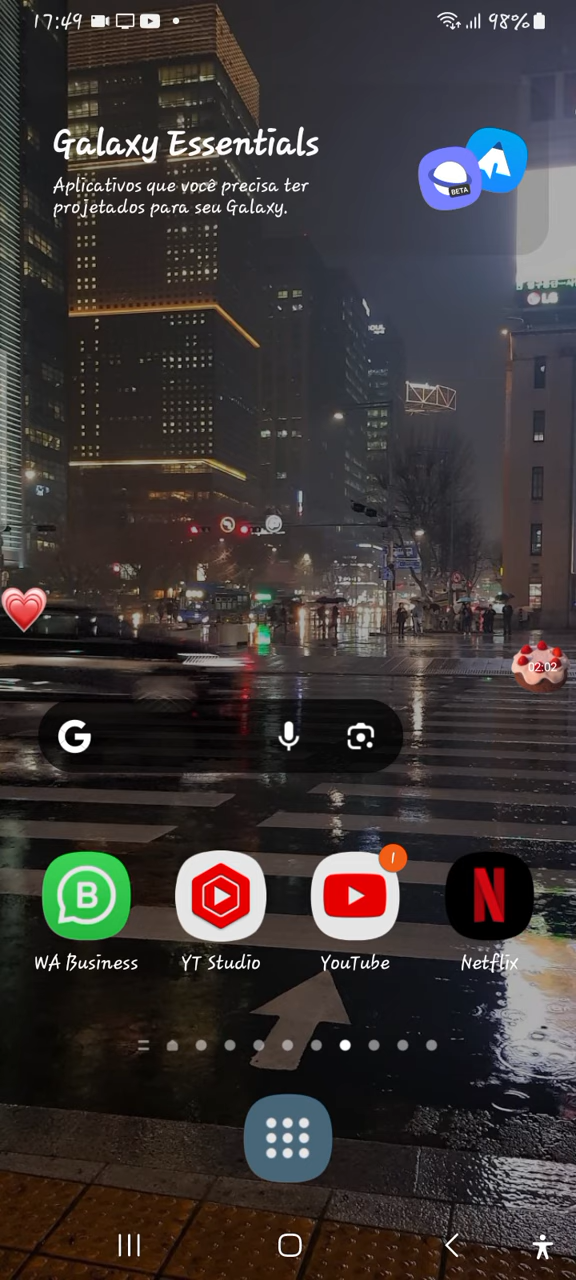 17:49
98%
Galaxy Essentials
Aplicativos que você precisa ter
projetados para seu Galaxy.
BETA
LG
02:02
G
B
1
N
WA Business
YT Studio
YouTube
Netflix